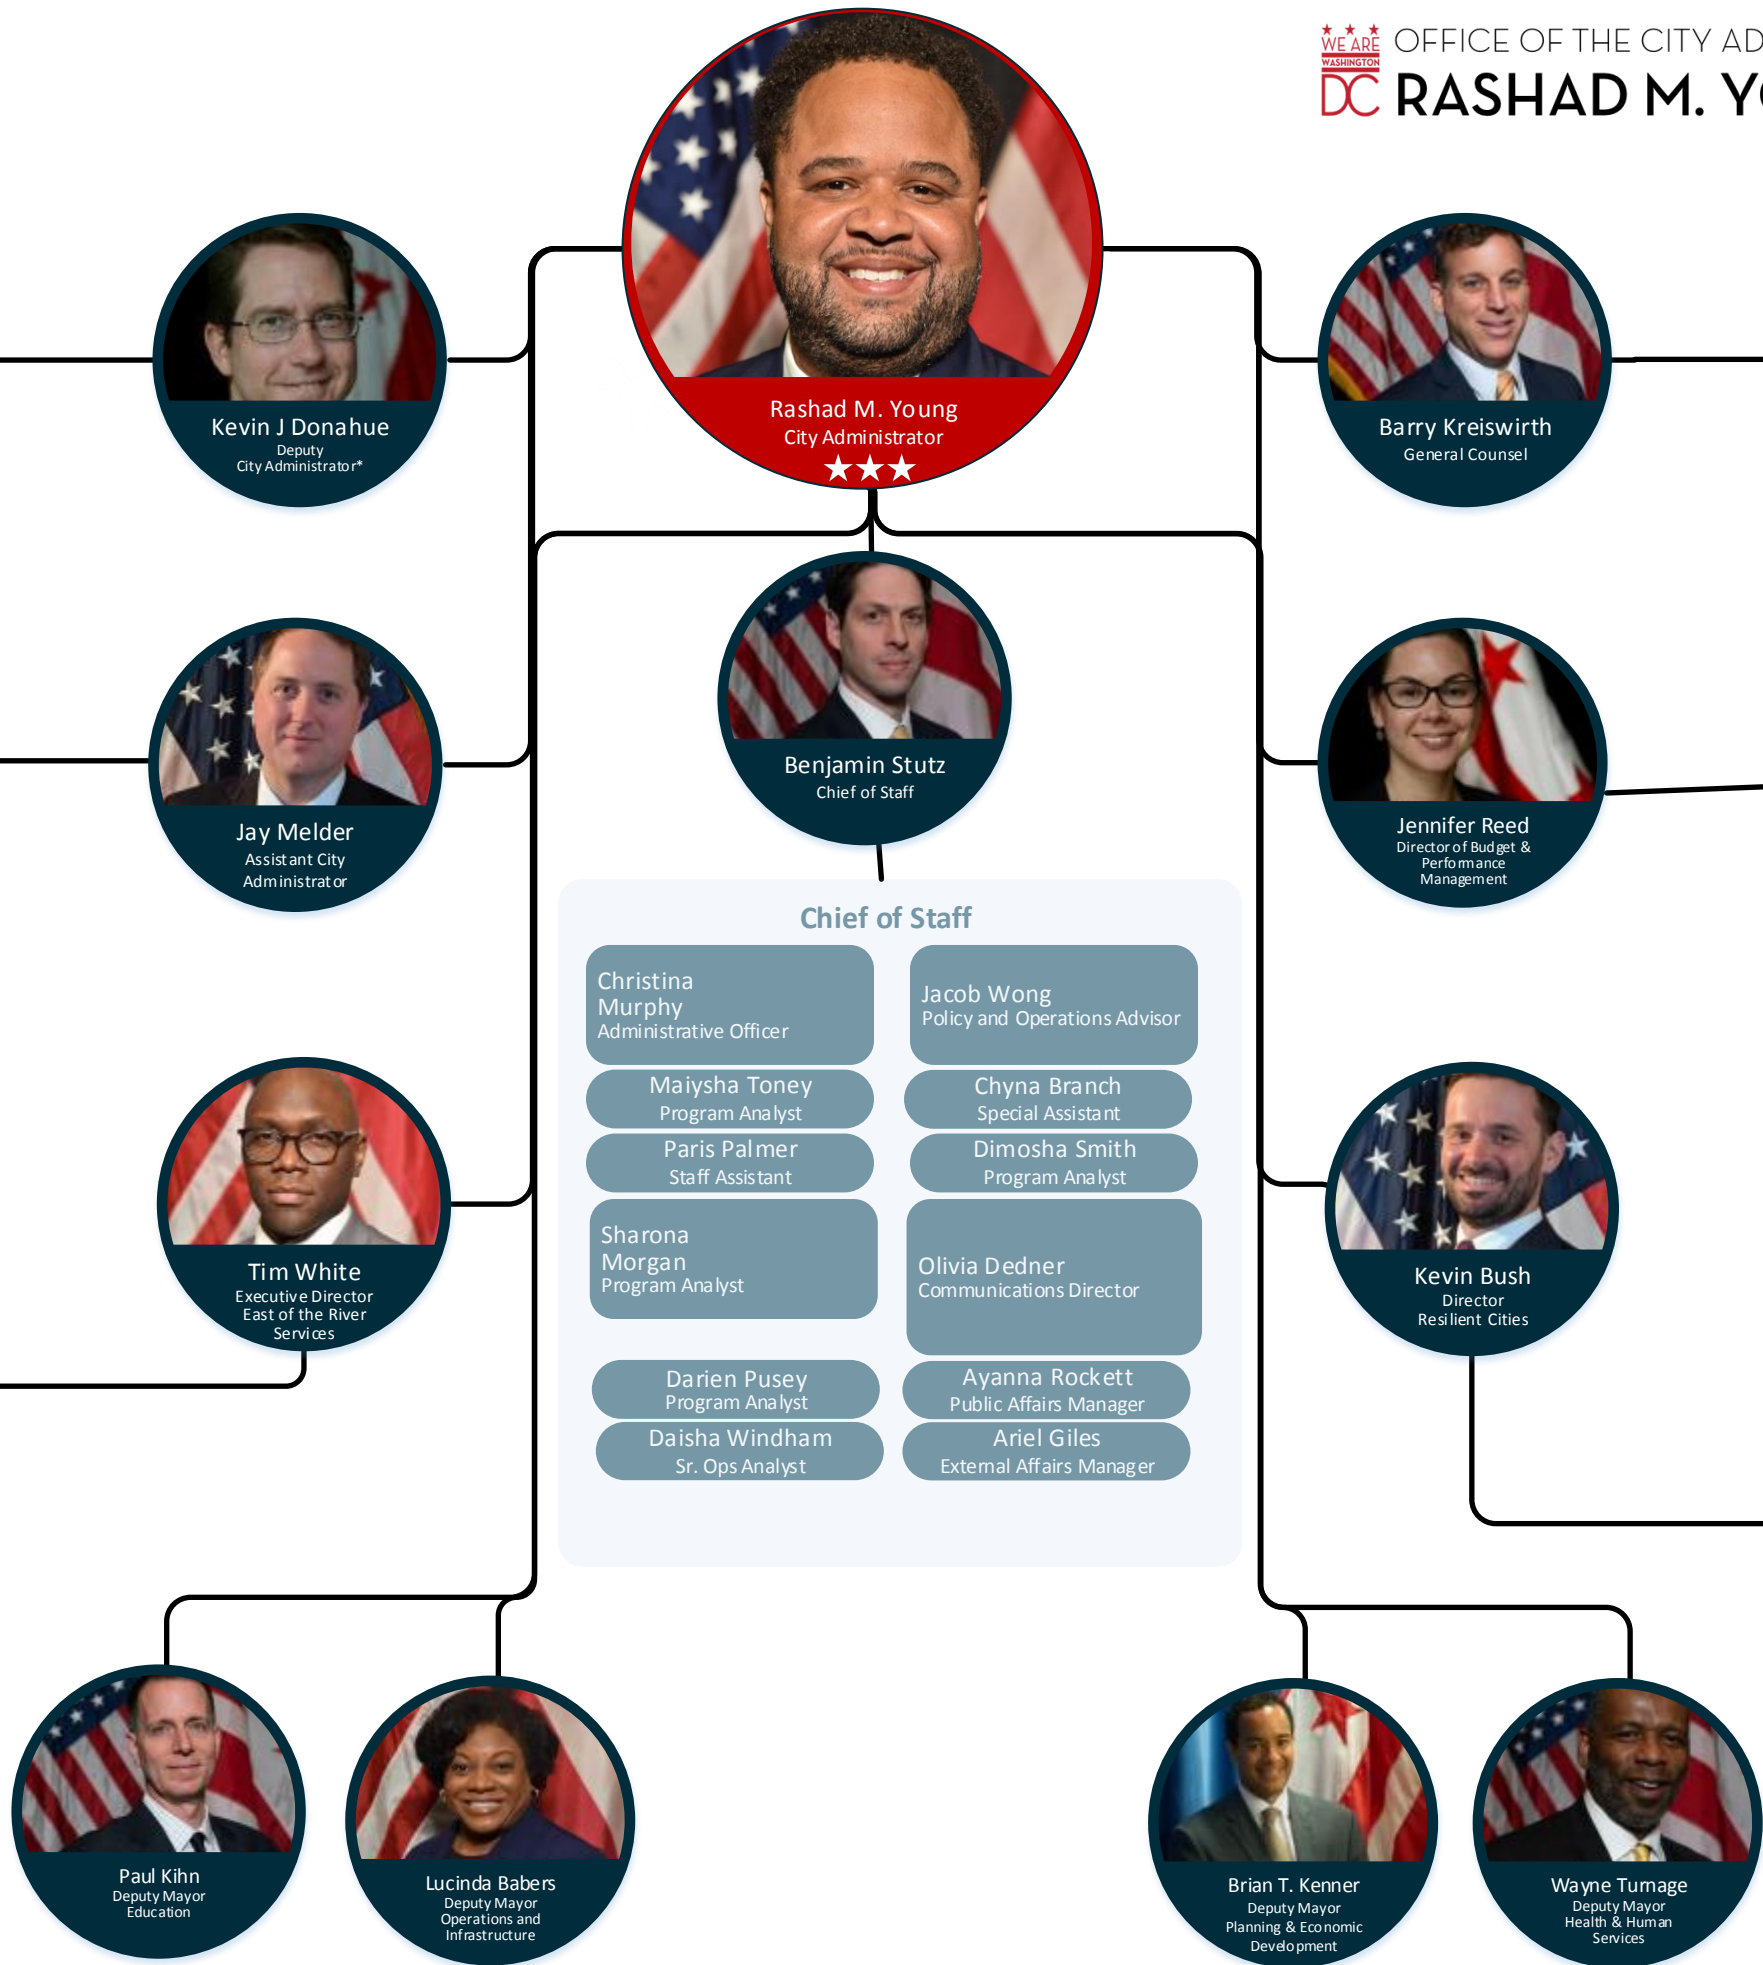 WE ARE
WASHINGTON
DC
OFFICE OF THE CITY AD
RASHAD M. YO
Rashad M. Young
City Administrator
Kevin J Donahue
Deputy
City Administrator*
Barry Kreiswirth
General Counsel
Benjamin Stutz
Chief of Staff
Jay Melder
Assistant City
Administrator
Jennifer Reed
Director of Budget &
Performance
Management
Chief of Staff
Christina
Murphy
Administrative Officer
Jacob Wong
Policy and Operations Advisor
Maiysha Toney
Program Analyst
Chyna Branch
Special Assistant
Paris Palmer
Staff Assistant
Dimosha Smith
Program Analyst
Sharona
Morgan
Program Analyst
Olivia Dedner
Communications Director
Darien Pusey
Program Analyst
Ayanna Rockett
Public Affairs Manager
Daisha Windham
Sr. Ops Analyst
Ariel Giles
External Affairs Manager
Tim White
Executive Director
East of the River
Services
Kevin Bush
Director
Resilient Cities
Paul Kihn
Deputy Mayor
Education
Lucinda Babers
Deputy Mayor
Operations and
Infrastructure
Brian T. Kenner
Deputy Mayor
Planning & Economic
Development
Wayne Turnage
Deputy Mayor
Health & Human
Services